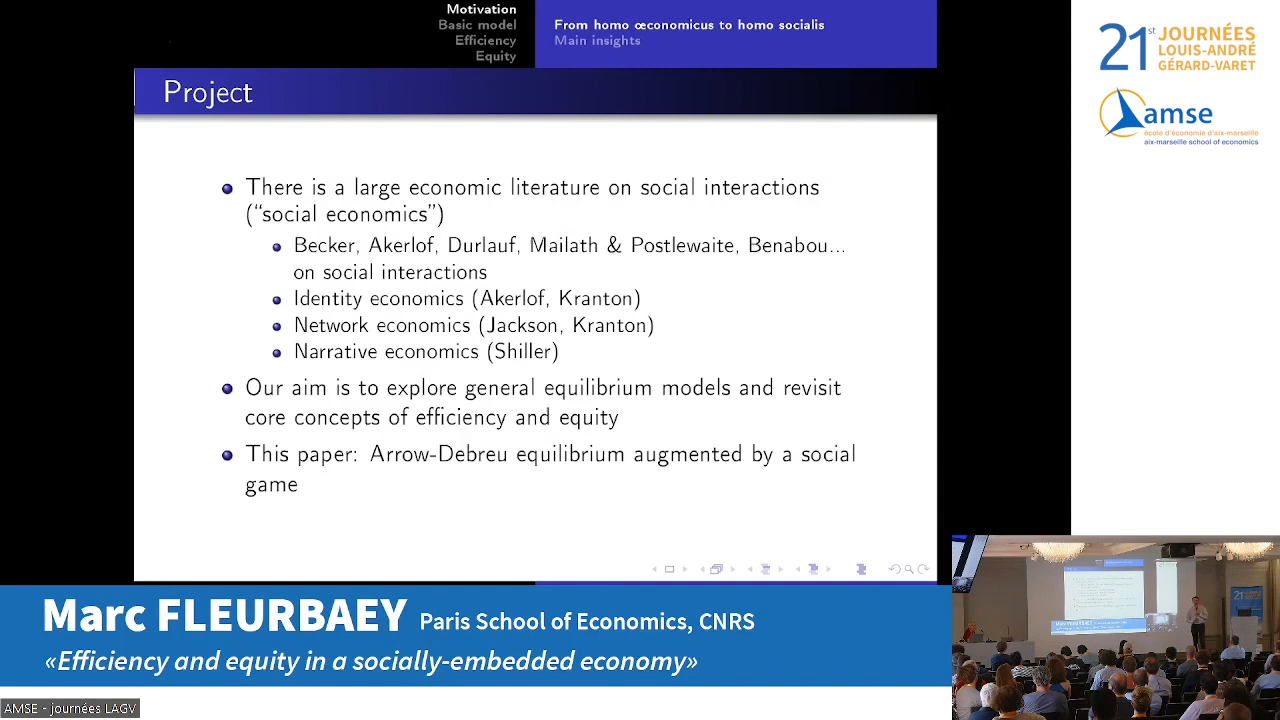 Motivation
Basic model
Efficiency
Equity
From homo œconomicus to homo socialis
Main insights
Project
There is a large economic literature on social interactions
(“social economics”)
Becker, Akerlof, Durlauf, Mailath & Postlewaite, Benabou...
on social interactions
Identity economics (Akerlof, Kranton)
Network economics (Jackson, Kranton)
Narrative economics (Shiller)
Our aim is to explore general equilibrium models and revisit
core concepts of efficiency and equity
This paper: Arrow-Debreu equilibrium augmented by a social
game
21st JOURNÉES
LOUIS-ANDRÉ
GÉRARD-VARET
amse
école d'économie d'aix-marseille
aix-marseille school of economics
Marc FLEURBAEY Paris School of Economics, CNRS
«Efficiency and equity in a socially-embedded economy»
AMSE - journées LAGV